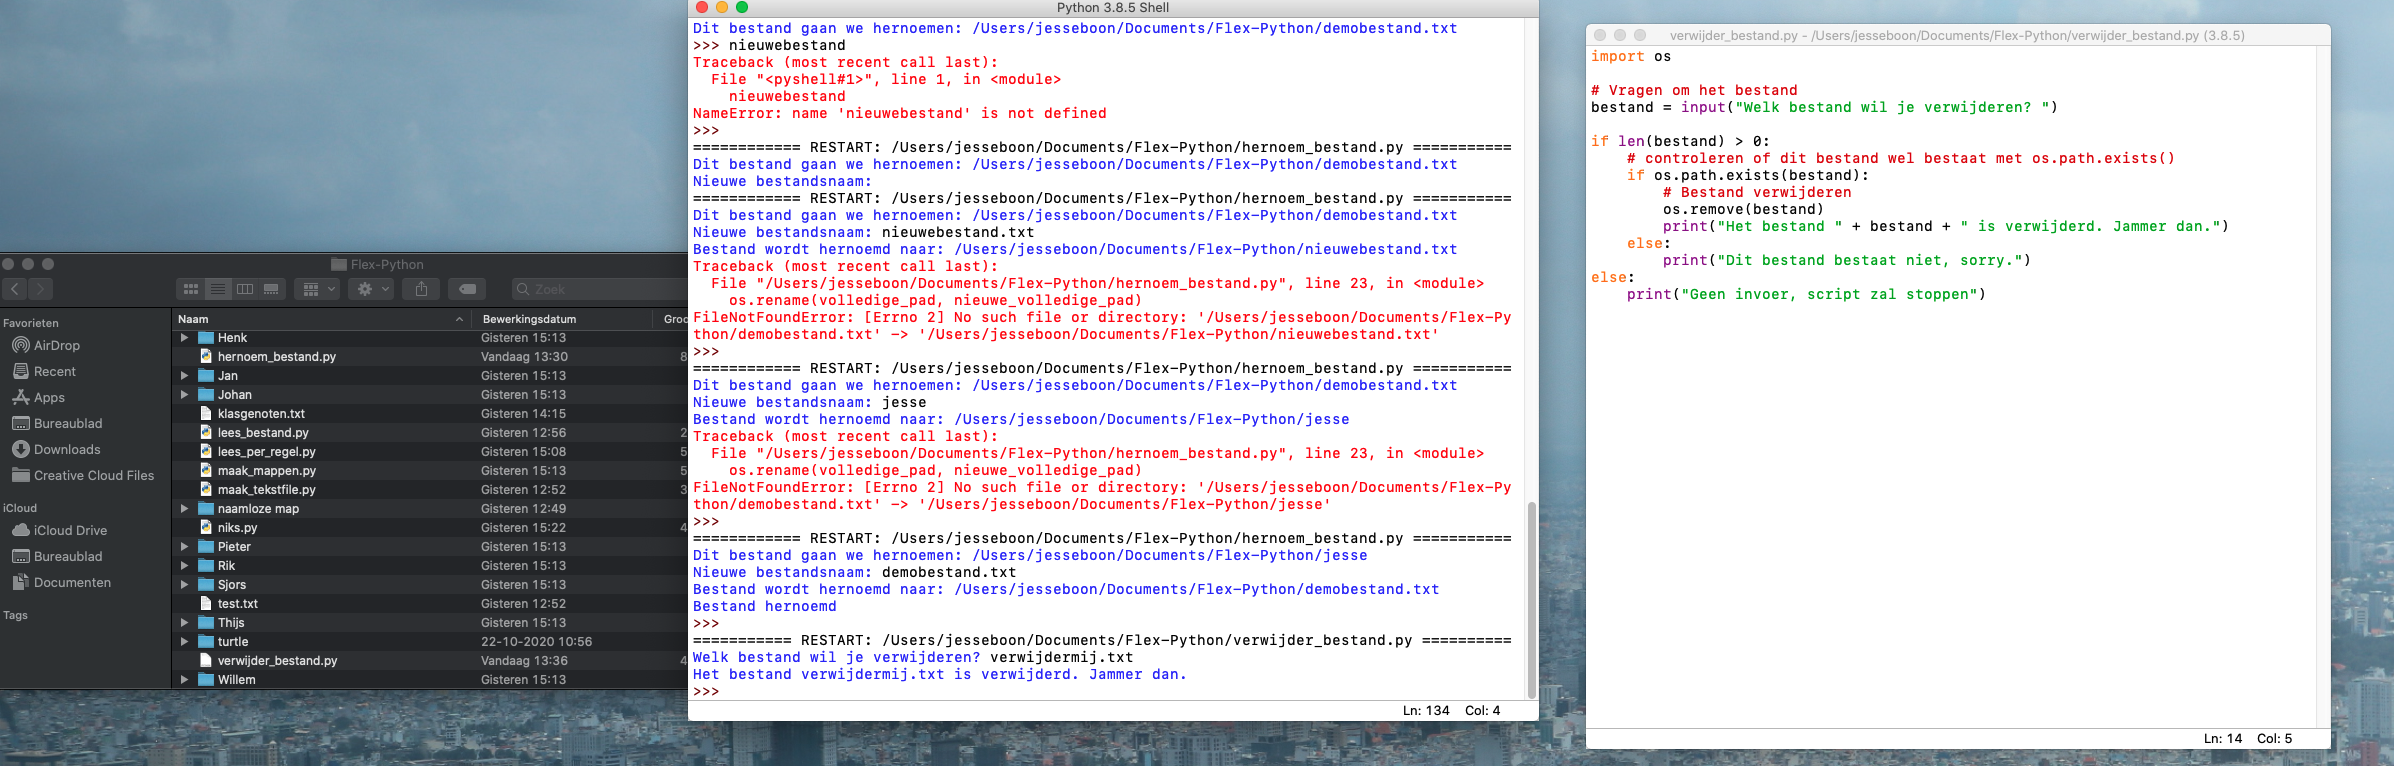 Flex-Python
Zoek
Naam
Bewerkingsdatum
Groo
Favorieten
AirDrop
Recent
Apps
Bureaublad
Downloads
Creative Cloud Files
iCloud
iCloud Drive
Bureaublad
Documenten
Tags
Henk Gisteren 15:13
hernoem_bestand.py Vandaag 13:30 8
Jan Gisteren 15:13
Johan Gisteren 15:13
klasgenoten.txt Gisteren 14:15
lees_bestand.py Gisteren 12:56 2
lees_per_regel.py Gisteren 15:08 5
maak_mappen.py Gisteren 15:13 5
maak_tekstfile.py Gisteren 12:52 3
naamloze map Gisteren 12:49
niks.py Gisteren 15:22 4
Pieter Gisteren 15:13
Rik Gisteren 15:13
Sjors Gisteren 15:13
test.txt Gisteren 12:52
Thijs Gisteren 15:13
turtle 22-10-2020 10:56
verwijder_bestand.py Vandaag 13:36 4
Willem Gisteren 15:13
Python 3.8.5 Shell
Dit bestand gaan we hernoemen: /Users/jesseboon/Documents/Flex-Python/demobestand.txt
>>> nieuwebestand
Traceback (most recent call last):
  File "<pyshell#1>", line 1, in <module>
    nieuwebestand
NameError: name 'nieuwebestand' is not defined
>>>
============ RESTART: /Users/jesseboon/Documents/Flex-Python/hernoem_bestand.py ===========
Dit bestand gaan we hernoemen: /Users/jesseboon/Documents/Flex-Python/demobestand.txt
Nieuwe bestandsnaam:
============ RESTART: /Users/jesseboon/Documents/Flex-Python/hernoem_bestand.py ===========
Dit bestand gaan we hernoemen: /Users/jesseboon/Documents/Flex-Python/demobestand.txt
Nieuwe bestandsnaam: nieuwebestand.txt
Bestand wordt hernoemd naar: /Users/jesseboon/Documents/Flex-Python/nieuwebestand.txt
Traceback (most recent call last):
  File "/Users/jesseboon/Documents/Flex-Python/hernoem_bestand.py", line 23, in <module>
    os.rename(volledige_pad, nieuwe_volledige_pad)
FileNotFoundError: [Errno 2] No such file or directory: '/Users/jesseboon/Documents/Flex-Py
thon/demobestand.txt' -> '/Users/jesseboon/Documents/Flex-Python/nieuwebestand.txt'
>>>
============ RESTART: /Users/jesseboon/Documents/Flex-Python/hernoem_bestand.py ===========
Dit bestand gaan we hernoemen: /Users/jesseboon/Documents/Flex-Python/demobestand.txt
Nieuwe bestandsnaam: jesse
Bestand wordt hernoemd naar: /Users/jesseboon/Documents/Flex-Python/jesse
Traceback (most recent call last):
  File "/Users/jesseboon/Documents/Flex-Python/hernoem_bestand.py", line 23, in <module>
    os.rename(volledige_pad, nieuwe_volledige_pad)
FileNotFoundError: [Errno 2] No such file or directory: '/Users/jesseboon/Documents/Flex-Py
thon/demobestand.txt' -> '/Users/jesseboon/Documents/Flex-Python/jesse'
>>>
============ RESTART: /Users/jesseboon/Documents/Flex-Python/hernoem_bestand.py ===========
Dit bestand gaan we hernoemen: /Users/jesseboon/Documents/Flex-Python/jesse
Nieuwe bestandsnaam: demobestand.txt
Bestand wordt hernoemd naar: /Users/jesseboon/Documents/Flex-Python/demobestand.txt
Bestand hernoemd
>>>
=========== RESTART: /Users/jesseboon/Documents/Flex-Python/verwijder_bestand.py ==========
Welk bestand wil je verwijderen? verwijdermij.txt
Het bestand verwijdermij.txt is verwijderd. Jammer dan.
>>>
Ln: 134 Col: 4
verwijder_bestand.py - /Users/jesseboon/Documents/Flex-Python/verwijder_bestand.py (3.8.5)
import os
# Vragen om het bestand
bestand = input("Welk bestand wil je verwijderen? ")
if len(bestand) > 0:
    # controleren of dit bestand wel bestaat met os.path.exists()
    if os.path.exists(bestand):
        # Bestand verwijderen
        os.remove(bestand)
        print("Het bestand " + bestand + " is verwijderd. Jammer dan.")
    else:
        print("Dit bestand bestaat niet, sorry.")
else:
    print("Geen invoer, script zal stoppen")
Ln: 14 Col: 5